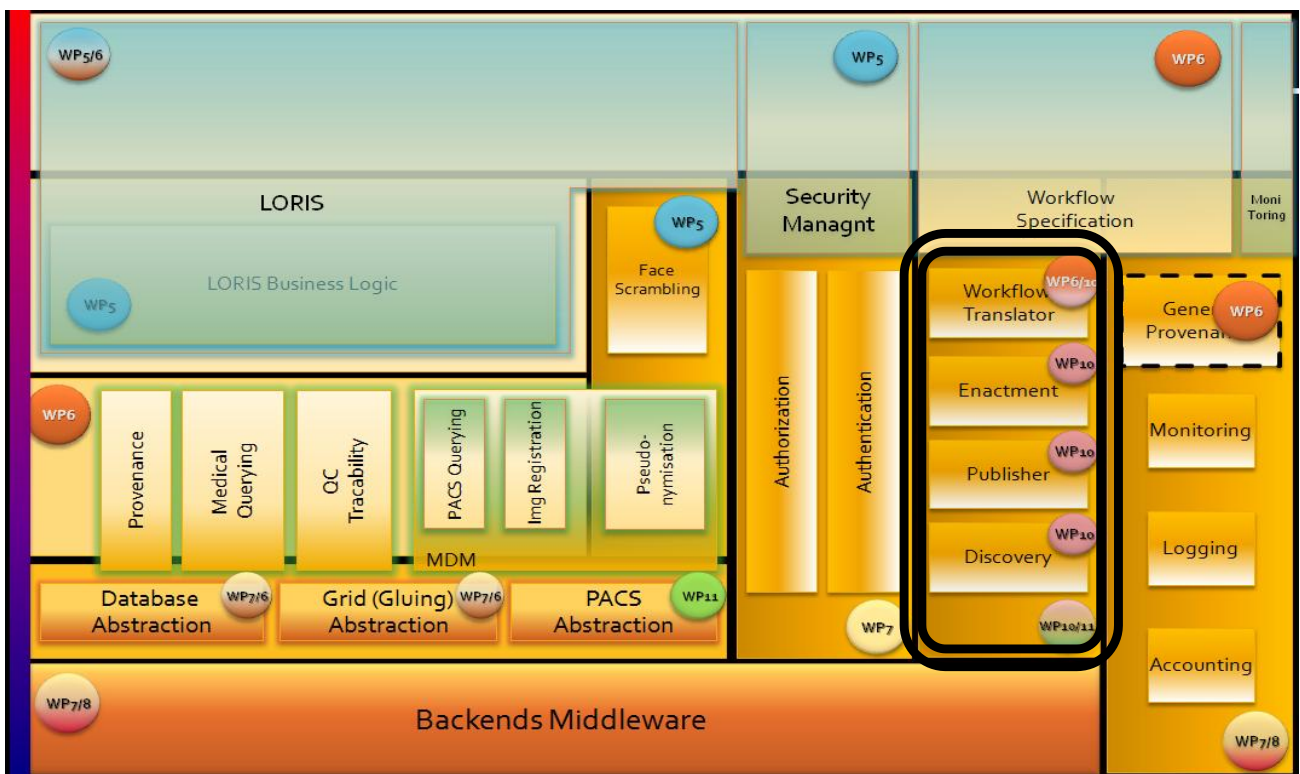 WP5/6
WP5
WP6
LORIS
LORIS Business Logic
WP5
WP5
Face
Scrambling
Security
Managnt
Workflow
Specification
Moni
Toring
Authorization
Authentication
WP7
Workflow
Translator
WP6/10
Enactment
WP10
Publisher
WP10
Discovery
WP10
WP10/11
WP6
Monitoring
Logging
Accounting
WP7/8
WP6
Provenance
Medical
Querying
QC
Tracability
PACS Querying
Img Registration
Pseudo-
nymisation
MDM
Database
Abstraction
WP7/6
Grid (Gluing)
Abstraction
WP7/6
PACS
Abstraction
WP11
WP7/8
Backends Middleware